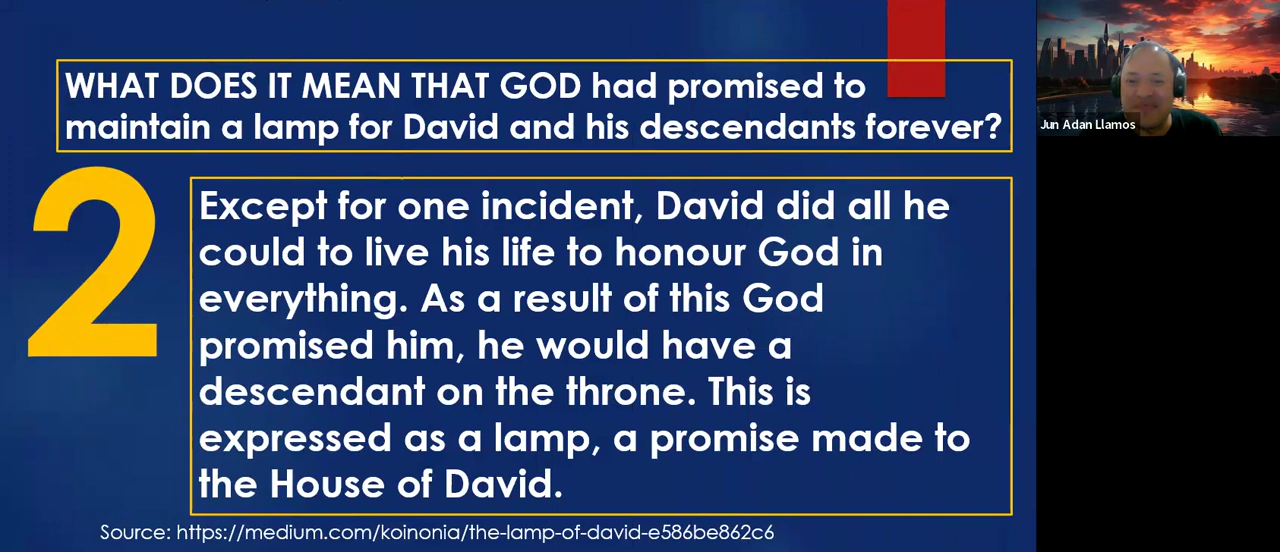 WHAT DOES IT MEAN THAT GOD had promised to
maintain a lamp for David and his descendants forever?
2
Except for one incident, David did all he
could to live his life to honour God in
everything. As a result of this God
promised him, he would have a
descendant on the throne. This is
expressed as a lamp, a promise made to
the House of David.
Source: https://medium.com/koinonia/the-lamp-of-david-e586be862c6
Jun Adan Llamos